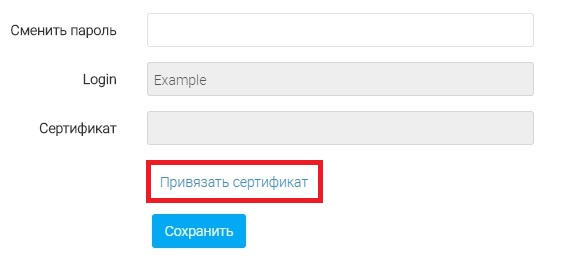 Сменить пароль
Login Example
Сертификат
Привязать сертификат
Сохранить